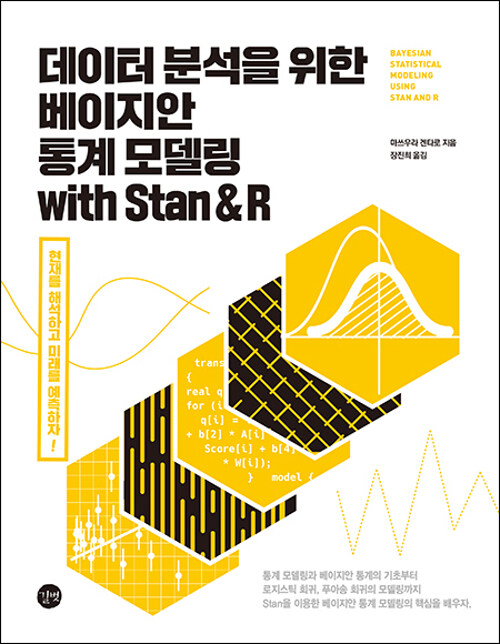 데이터 분석을 위한
베이지안
통계 모델링
with Stan & R
BAYESIAN
STATISTICAL
MODELING
USING
STAN AND R
마쓰우라 겐타로 지음
장진희 옮김
현재를 해석하고 미래를 예측하자!
trans
{
real q
for (i
q[i] =
+ b[2] * A[i]
Score[i] + b[4]
* W[i]);
} model {
통계 모델링과 베이지안 통계의 기초부터
로지스틱 회귀, 푸아송 회귀의 모델링까지
Stan을 이용한 베이지안 통계 모델링의 핵심을 배우자.
길벗